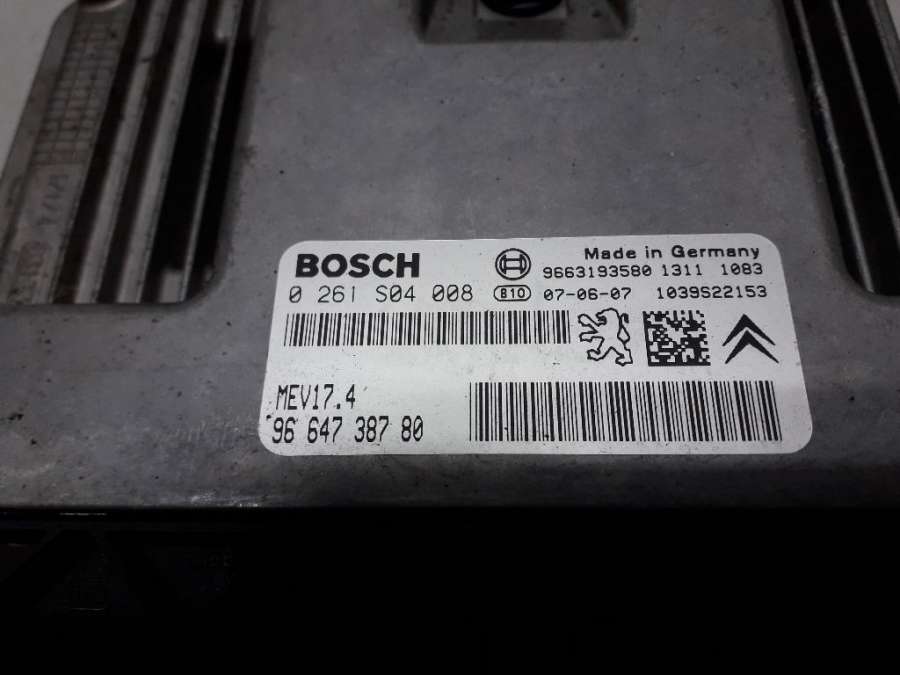 BOSCH
Made in Germany
9663193580 1311 1083
0 261 S04 008 B10 07-06-07 1039S22153
MEV17.4
96 647 387 80